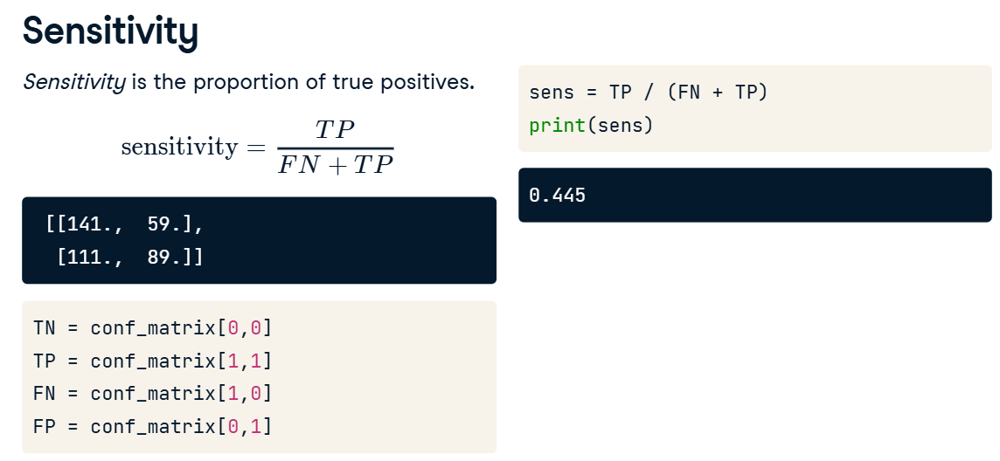 Sensitivity
Sensitivity is the proportion of true positives.
sensitivity = TP / (FN + TP)
[[141.,  59.],
 [111.,  89.]]
TN = conf_matrix[0,0]
TP = conf_matrix[1,1]
FN = conf_matrix[1,0]
FP = conf_matrix[0,1]
sens = TP / (FN + TP)
print(sens)
0.445